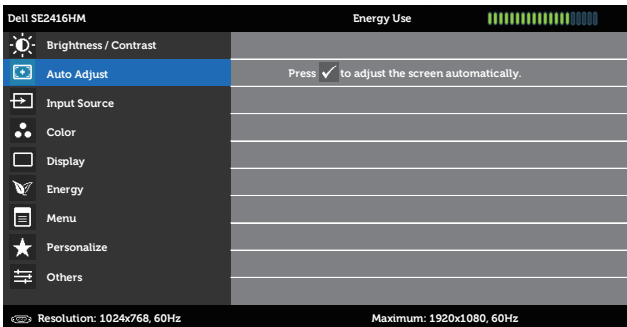 Dell SE2416HM Energy Use
Brightness / Contrast
Auto Adjust Press to adjust the screen automatically.
Input Source
Color
Display
Energy
Menu
Personalize
Others
Resolution: 1024x768, 60Hz Maximum: 1920x1080, 60Hz